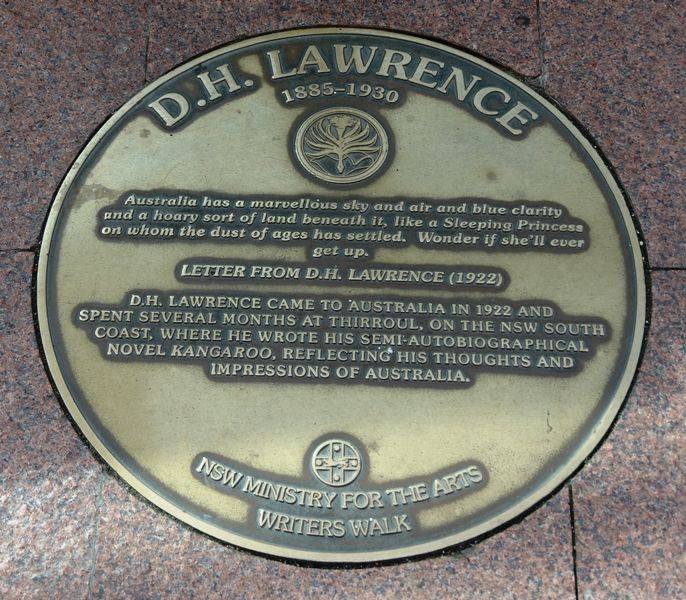 D.H. LAWRENCE
1885–1930
Australia has a marvellous sky and air and blue clarity
and a hoary sort of land beneath it, like a Sleeping Princess
on whom the dust of ages has settled. Wonder if she'll ever
get up.
LETTER FROM D.H. LAWRENCE (1922)
D.H. LAWRENCE CAME TO AUSTRALIA IN 1922 AND
SPENT SEVERAL MONTHS AT THIRROUL, ON THE NSW SOUTH
COAST, WHERE HE WROTE HIS SEMI-AUTOBIOGRAPHICAL
NOVEL KANGAROO, REFLECTING HIS THOUGHTS AND
IMPRESSIONS OF AUSTRALIA.
NSW MINISTRY FOR THE ARTS
WRITERS WALK